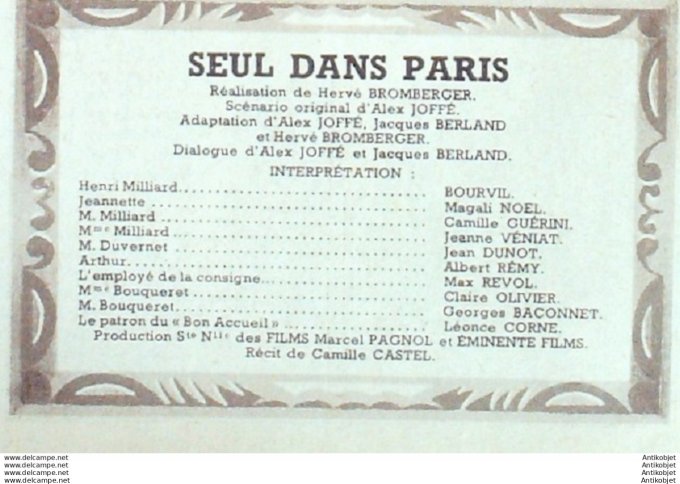 SEUL DANS PARIS
Réalisation de Hervé BROMBERGER.
Scénario original d'Alex JOFFÉ.
Adaptation d'Alex JOFFÉ, Jacques BERLAND
et Hervé BROMBERGER.
Dialogue d'Alex JOFFÉ et Jacques BERLAND.
INTERPRÉTATION :
Henri Milliard.......... BOURVIL.
Jeannette .......... Magali NOEL.
M. Milliard .......... Camille GUÉRINI.
Mme Milliard .......... Jeanne VÉNIAT.
M. Duvernet .......... Jean DUNOT.
Arthur.......... Albert RÉMY.
L'employé de la consigne.......... Max REVOL.
Mme Bouqueret .......... Claire OLIVIER.
M. Bouqueret.......... Georges BACONNET.
Le patron du « Bon Accueil » .......... Léonce CORNE.
Production Sté Nlle des FILMS Marcel PAGNOL et ÉMINENTE FILMS.
Récit de Camille CASTEL.
www.delcampe.net Antikobjet
www.delcampe.net Antikobjet
www.delcampe.net Antikobjet